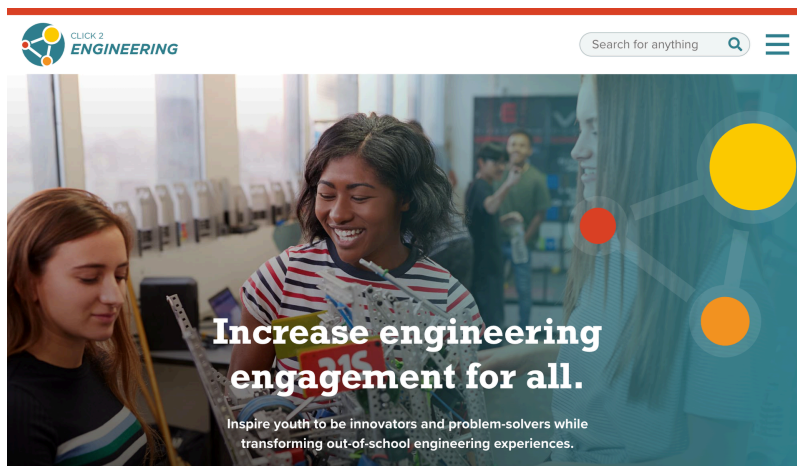 CLICK 2
ENGINEERING
Search for anything
Increase engineering
engagement for all.
Inspire youth to be innovators and problem-solvers while
transforming out-of-school engineering experiences.